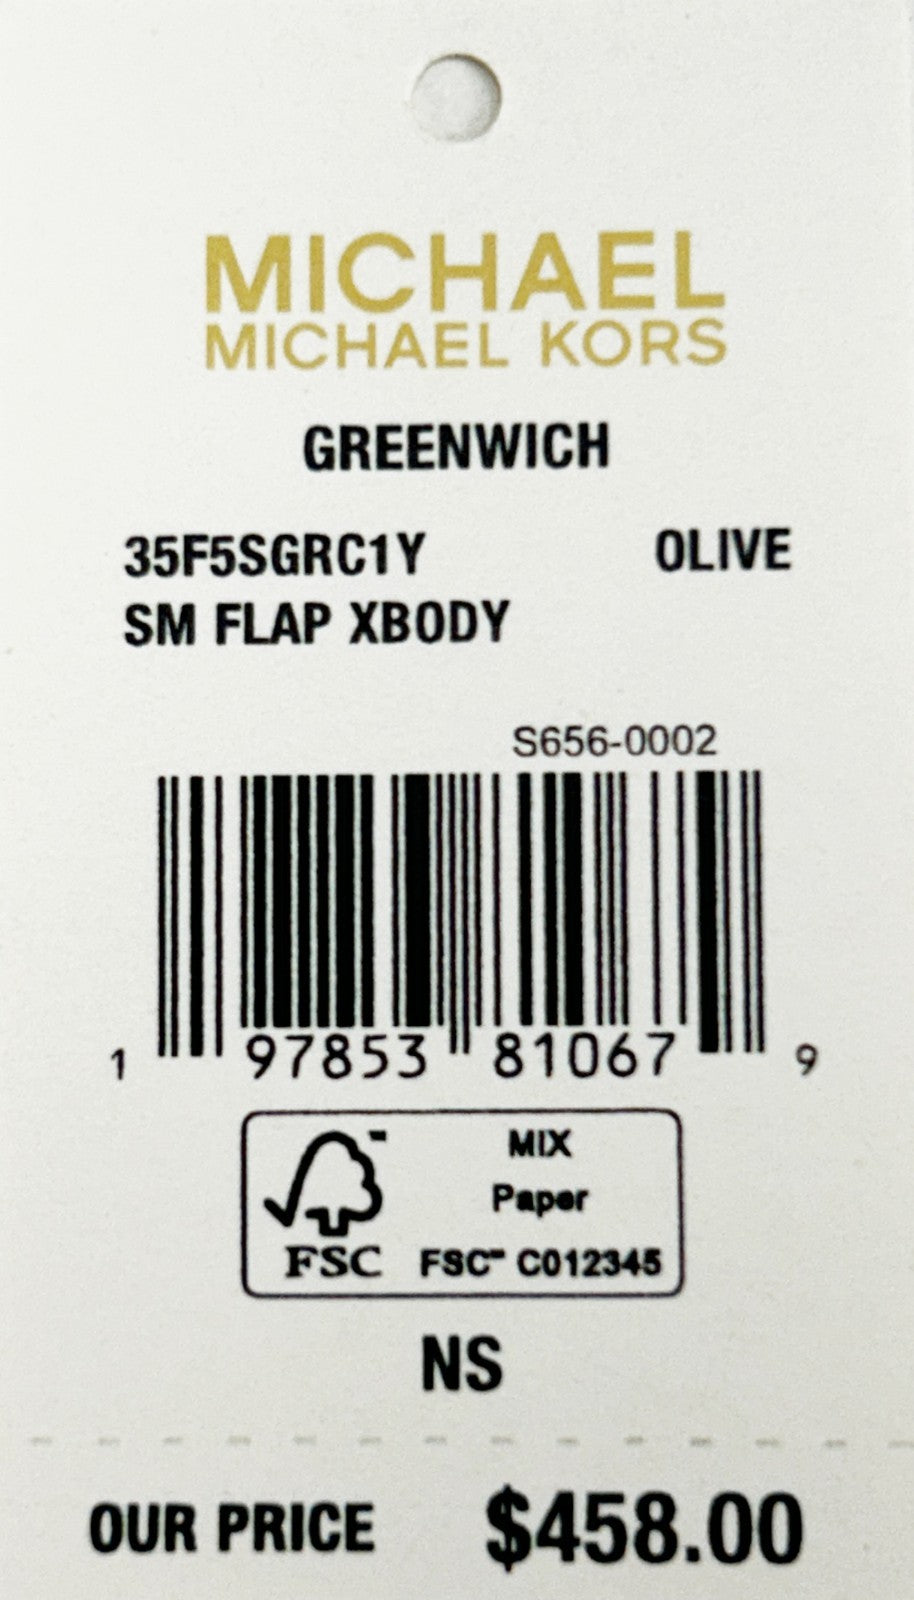 MICHAEL
MICHAEL KORS
GREENWICH
35F5SGRC1Y OLIVE
SM FLAP XBODY
S656-0002
1 97853 81067 9
MIX
Paper
FSC FSC™ C012345
NS
OUR PRICE $458.00